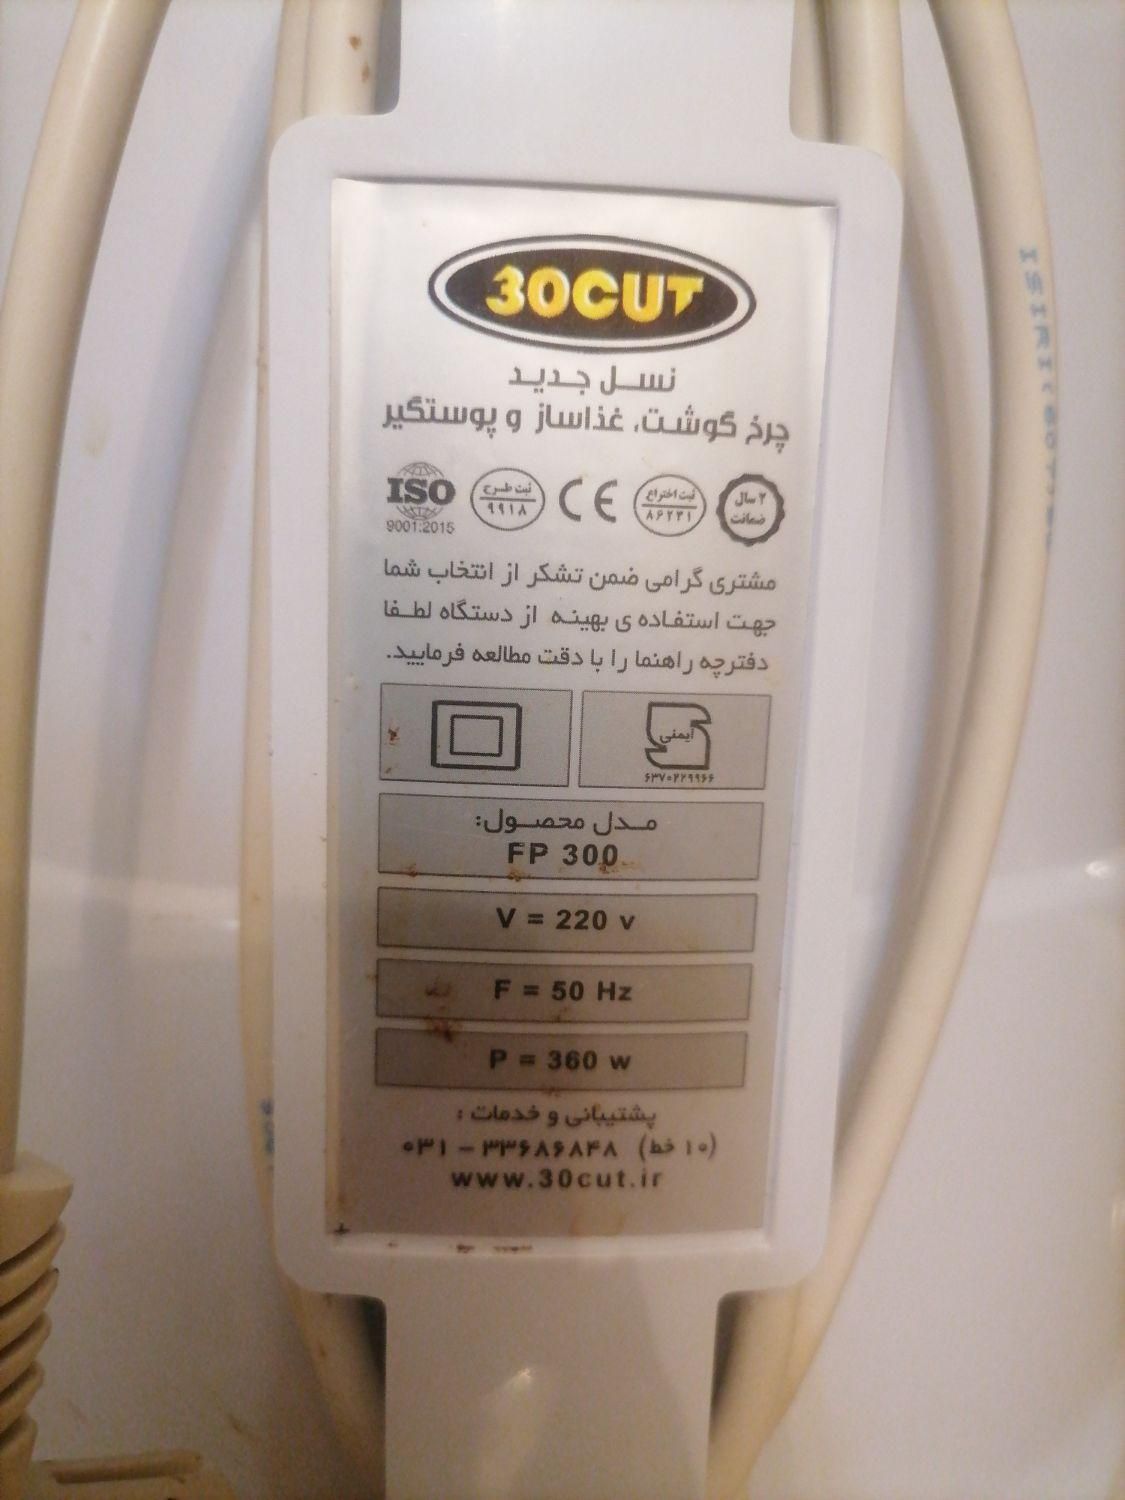 30CUT
نسل جدید
چرخ گوشت، غذاساز و پوستگیر
ISO
9001:2015
ثبت طرح
۹۹۱۸
CE
ثبت اختراع
۸۶۲۳۱
۲ سال
ضمانت
مشتری گرامی ضمن تشکر از انتخاب شما
جهت استفاده ی بهینه از دستگاه لطفا
دفترچه راهنما را با دقت مطالعه فرمایید.
ایمنی
۶۳۷۰۲۲۹۹۶۶
مدل محصول:
FP 300
V = 220 v
F = 50 Hz
P = 360 w
پشتیبانی و خدمات :
۰۳۱ – ۳۳۶۸۶۸۴۸ (۱۰ خط)
www.30cut.ir
ISIRI